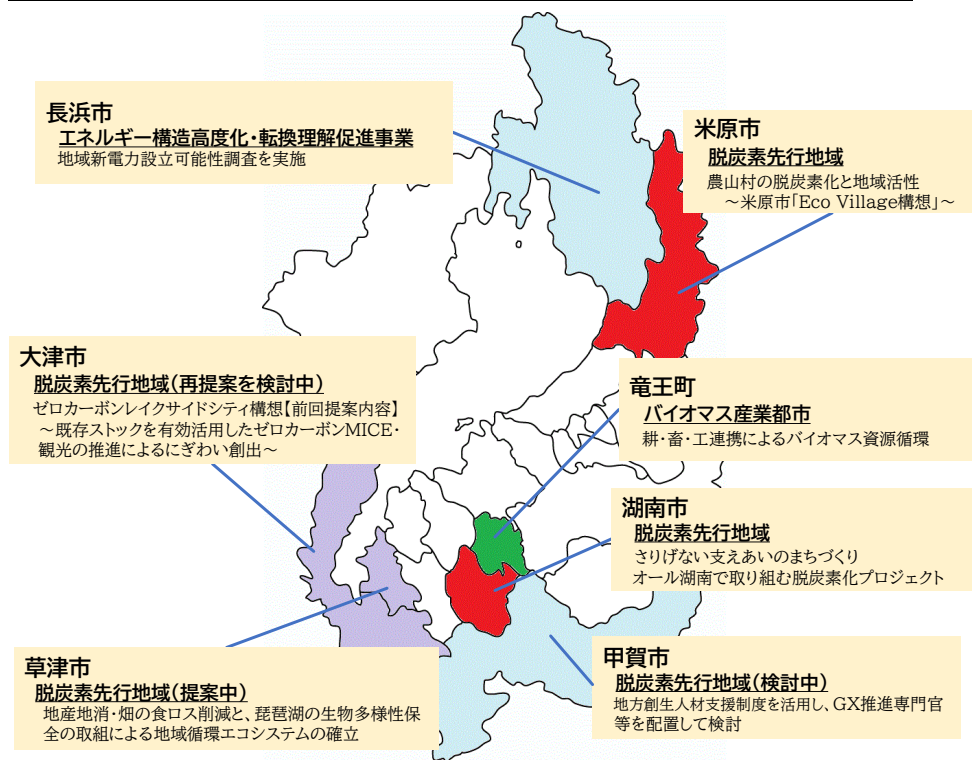 長浜市
エネルギー構造高度化・転換理解促進事業
地域新電力設立可能性調査を実施
米原市
脱炭素先行地域
農山村の脱炭素化と地域活性
～米原市「Eco Village構想」～
大津市
脱炭素先行地域（再提案を検討中）
ゼロカーボンレイクサイドシティ構想【前回提案内容】
～既存ストックを有効活用したゼロカーボンMICE・
観光の推進によるにぎわい創出～
竜王町
バイオマス産業都市
耕・畜・工連携によるバイオマス資源循環
湖南市
脱炭素先行地域
さりげない支えあいのまちづくり
オール湖南で取り組む脱炭素化プロジェクト
草津市
脱炭素先行地域（提案中）
地産地消・畑の食ロス削減と、琵琶湖の生物多様性保
全の取組による地域循環エコシステムの確立
甲賀市
脱炭素先行地域（検討中）
地方創生人材支援制度を活用し、GX推進専門官
等を配置して検討